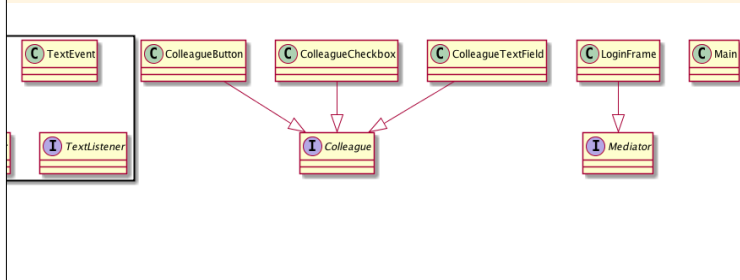 C TextEvent
C ColleagueButton
C ColleagueCheckbox
C ColleagueTextField
C LoginFrame
C Main
I TextListener
I Colleague
I Mediator